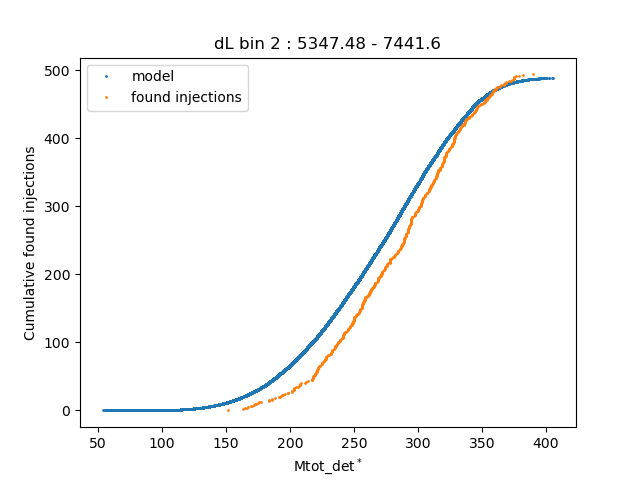 dL bin 2 : 5347.48 - 7441.6
model
found injections
Cumulative found injections
500
400
300
200
100
0
50 100 150 200 250 300 350 400
Mtot_det*